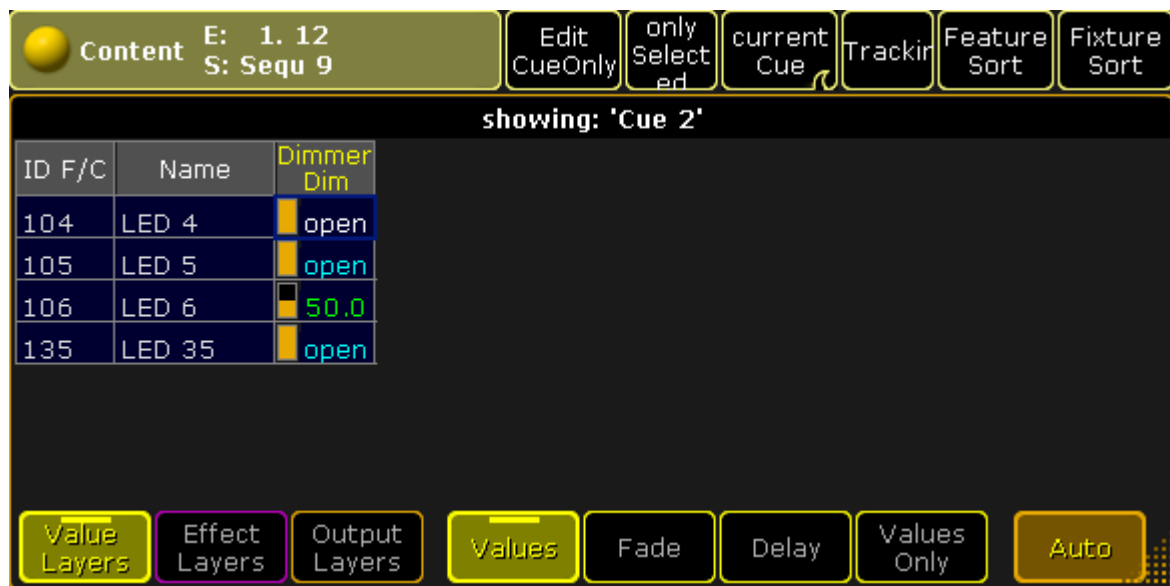 Content E: 1. 12
S: Sequ 9
Edit
CueOnly
only
Select
ed
current
Cue
Trackin
Feature
Sort
Fixture
Sort
showing: 'Cue 2'
ID F/C Name Dimmer
Dim
104 LED 4 open
105 LED 5 open
106 LED 6 50.0
135 LED 35 open
Value
Layers
Effect
Layers
Output
Layers
Values
Fade
Delay
Values
Only
Auto